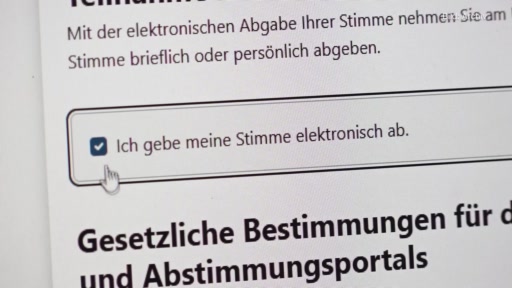 Mit der elektronischen Abgabe Ihrer Stimme nehmen Sie am
Stimme brieflich oder persönlich abgeben.
Ich gebe meine Stimme elektronisch ab.
Gesetzliche Bestimmungen für d
und Abstimmungsportals